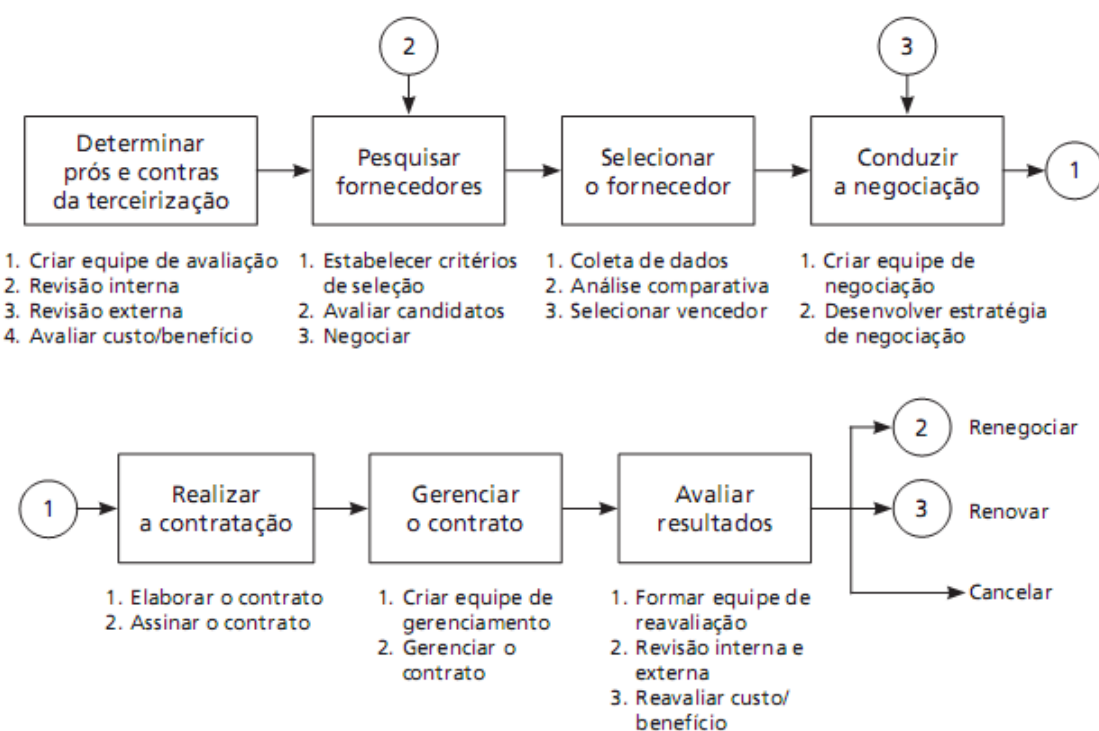 2
3
Determinar
prós e contras
da terceirização
Pesquisar
fornecedores
Selecionar
o fornecedor
Conduzir
a negociação
1
1. Criar equipe de avaliação
2. Revisão interna
3. Revisão externa
4. Avaliar custo/benefício
1. Estabelecer critérios
de seleção
2. Avaliar candidatos
3. Negociar
1. Coleta de dados
2. Análise comparativa
3. Selecionar vencedor
1. Criar equipe de
negociação
2. Desenvolver estratégia
de negociação
1
Realizar
a contratação
Gerenciar
o contrato
Avaliar
resultados
2 Renegociar
3 Renovar
Cancelar
1. Elaborar o contrato
2. Assinar o contrato
1. Criar equipe de
gerenciamento
2. Gerenciar o
contrato
1. Formar equipe de
reavaliação
2. Revisão interna e
externa
3. Reavaliar custo/
benefício